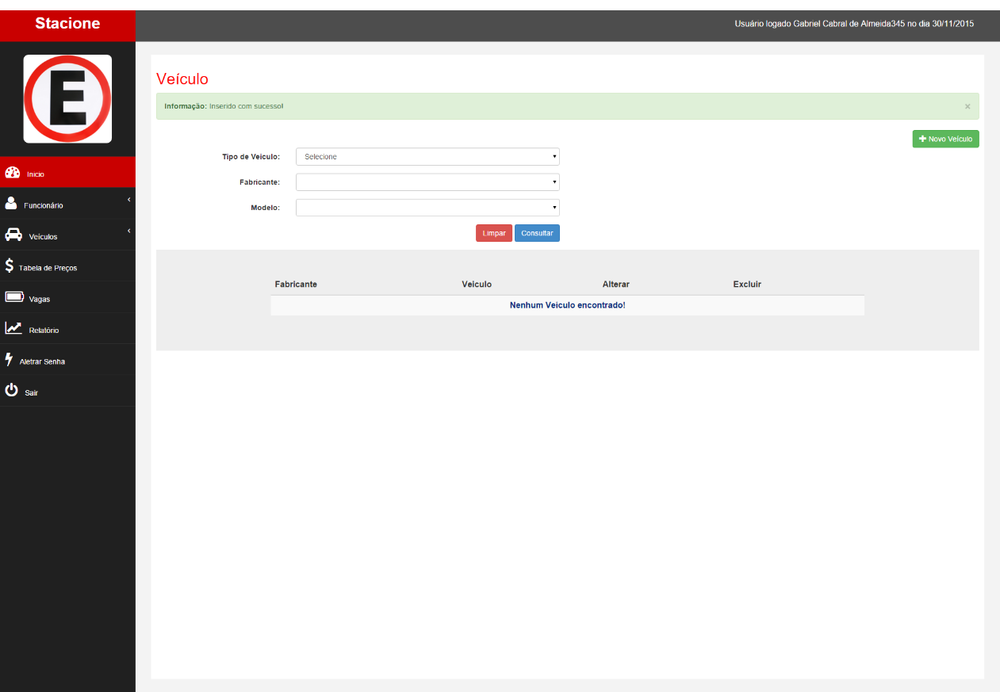 Stacione
Usuário logado Gabriel Cabral de Almeida345 no dia 30/11/2015
E
Inicio
Funcionário
Veiculos
Tabela de Preços
Vagas
Relatório
Aletrar Senha
Sair
Veículo
Informação: Inserido com sucesso! ×
Novo Veículo
Tipo de Veiculo: Selecione
Fabricante:
Modelo:
Limpar Consultar
Fabricante Veiculo Alterar Excluir
Nenhum Veiculo encontrado!